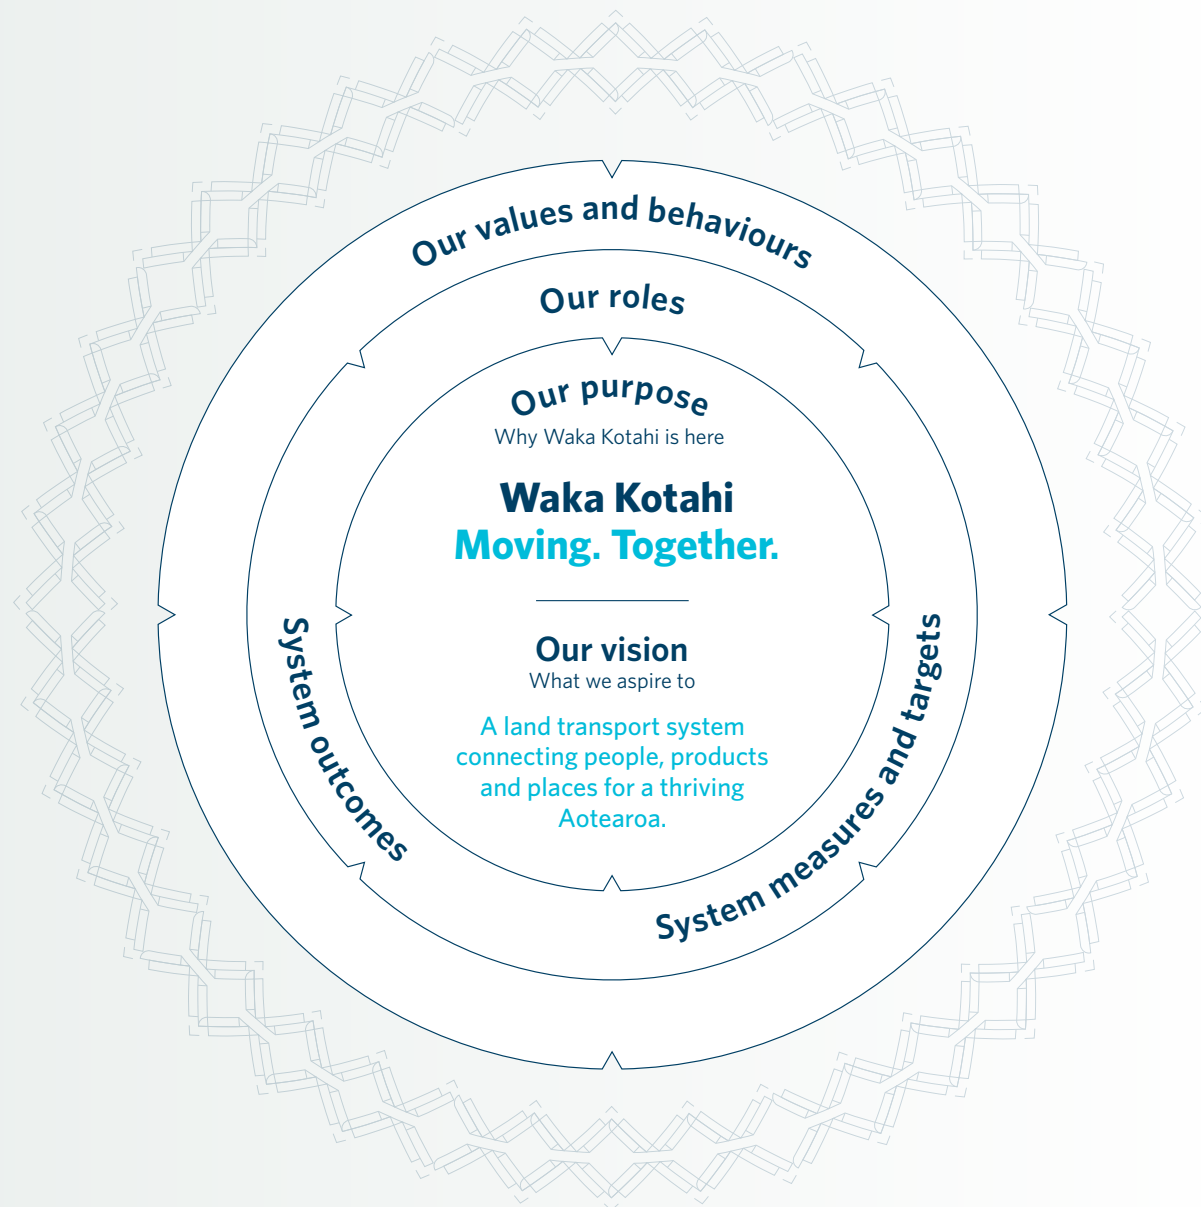 Our values and behaviours
Our roles
Our purpose
Why Waka Kotahi is here
Waka Kotahi
Moving. Together.
Our vision
What we aspire to
A land transport system
connecting people, products
and places for a thriving
Aotearoa.
System outcomes
System measures and targets